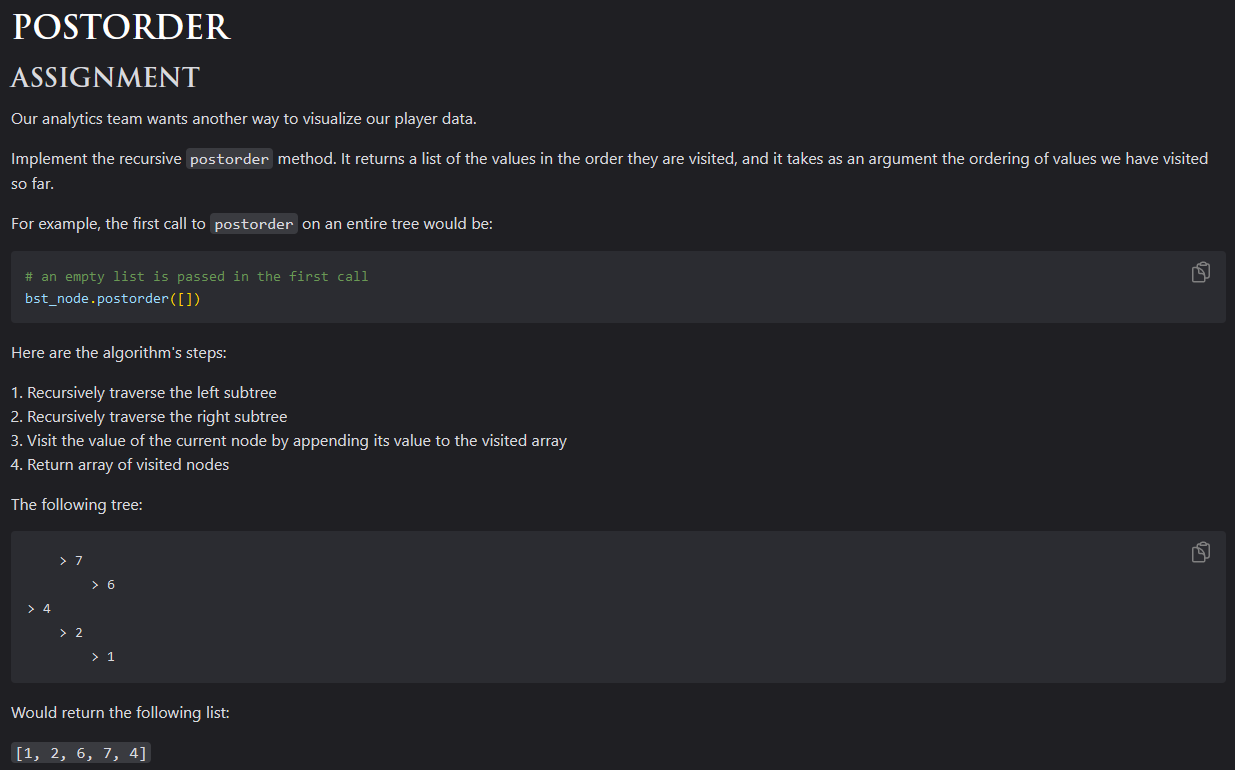 POSTORDER
ASSIGNMENT
Our analytics team wants another way to visualize our player data.
Implement the recursive postorder method. It returns a list of the values in the order they are visited, and it takes as an argument the ordering of values we have visited
so far.
For example, the first call to postorder on an entire tree would be:
# an empty list is passed in the first call
bst_node.postorder([])
Here are the algorithm's steps:
1. Recursively traverse the left subtree
2. Recursively traverse the right subtree
3. Visit the value of the current node by appending its value to the visited array
4. Return array of visited nodes
The following tree:
> 7
> 6
> 4
> 2
> 1
Would return the following list:
[1, 2, 6, 7, 4]